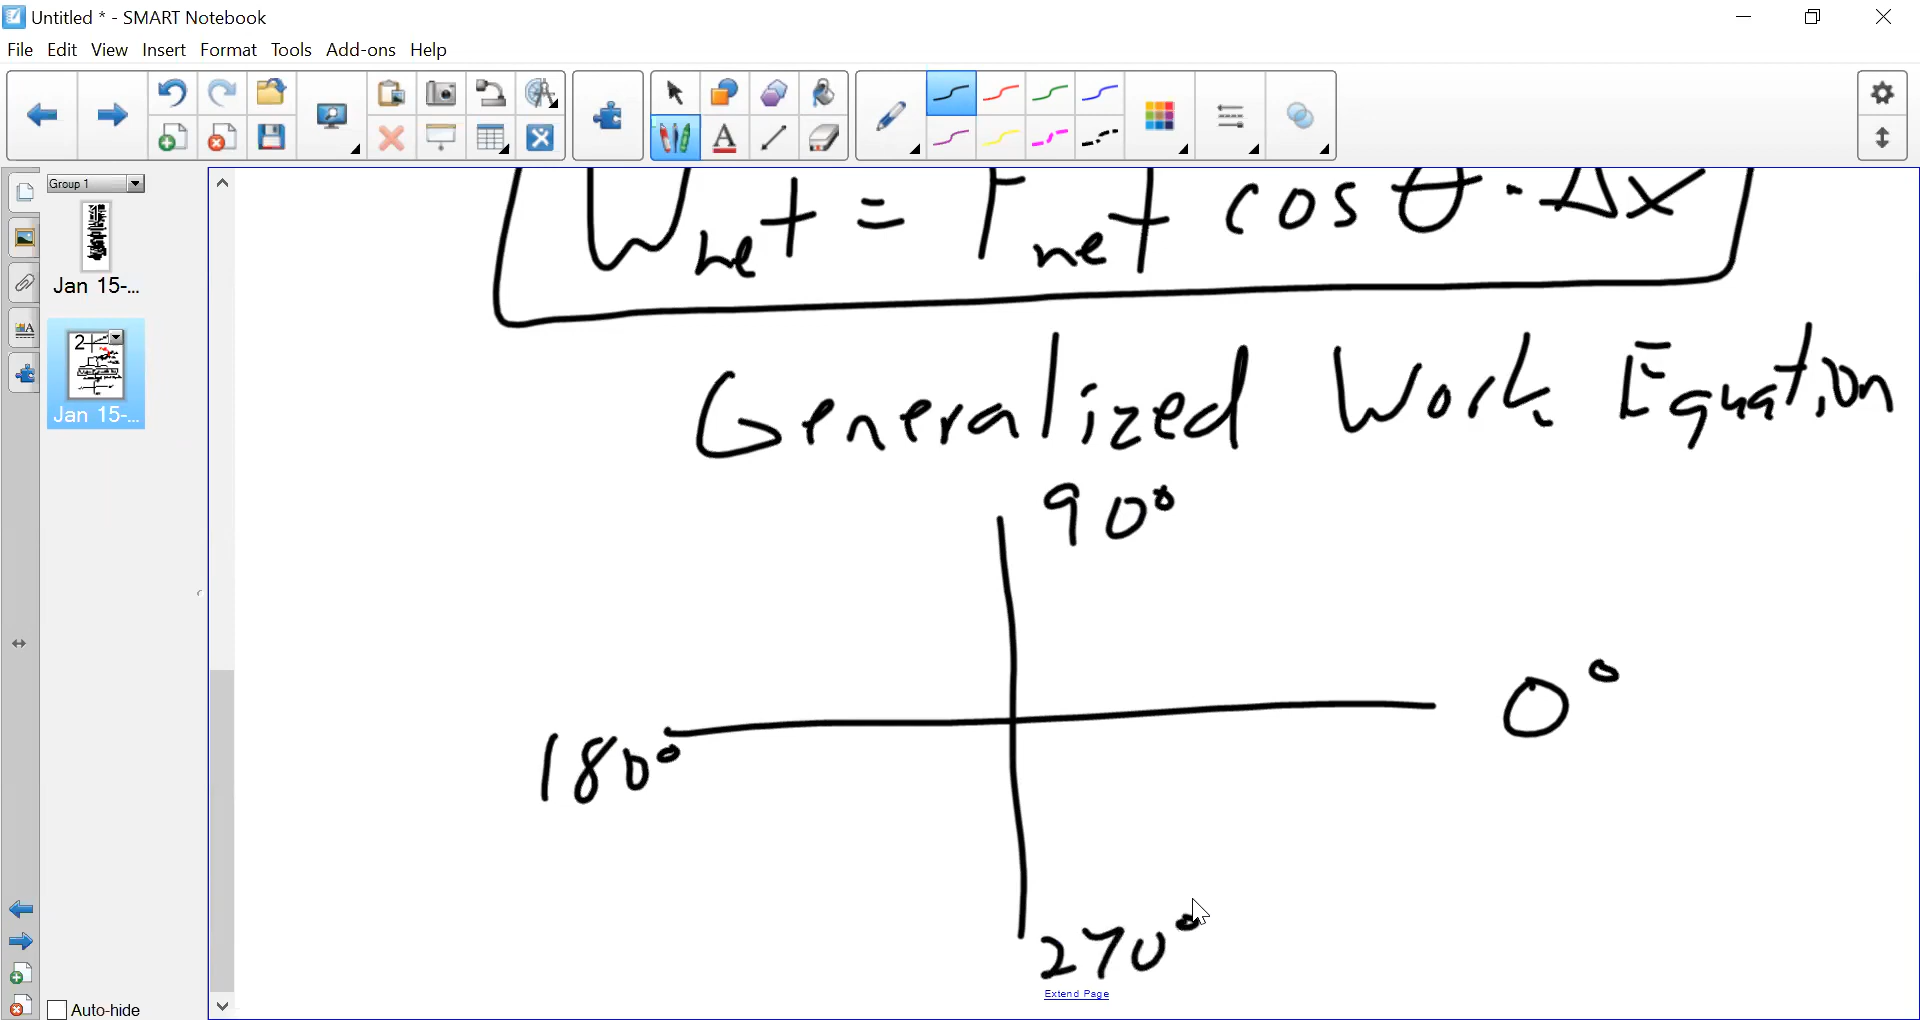 Untitled * - SMART Notebook
File Edit View Insert Format Tools Add-ons Help
Group 1
Jan 15-...
2
Jan 15-...
Auto-hide
Wnet = Fnet cos θ · Δx
Generalized Work Equation
90°
0°
180°
270°
Extend Page